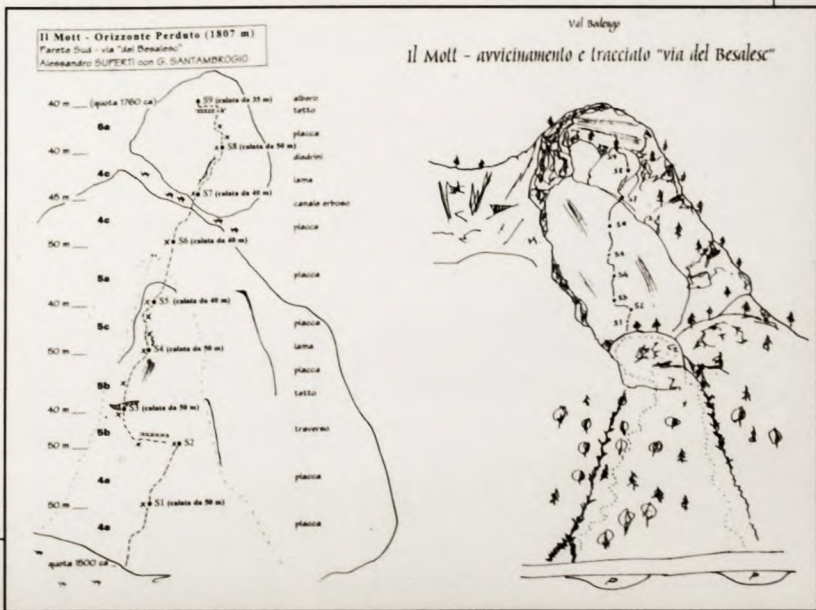 Il Mott - Orizzonte Perduto (1807 m)
Parete Sud - via "del Besalesc"
Alessandro SUPERTI con G. SANTAMBROGIO
40 m (quota 1760 ca) S9 (calata da 35 m) albero
tetto
6a placca
40 m S8 (calata da 50 m)
diedrini
4c lama
45 m S7 (calata da 40 m)
canale erboso
4c placca
50 m S6 (calata da 40 m)
5a placca
40 m S5 (calata da 40 m)
5c placca
50 m S4 (calata da 50 m) lama
placca
5b tetto
40 m S3 (calata da 50 m)
5b traverso
50 m S2
4a placca
50 m S1 (calata da 50 m)
4a placca
quota 1500 ca
Val Bodengo
Il Mott - avvicinamento e tracciato "via del Besalesc"
S9
S8
S7
S6
S5
S4
S3
S2
S1
P
P